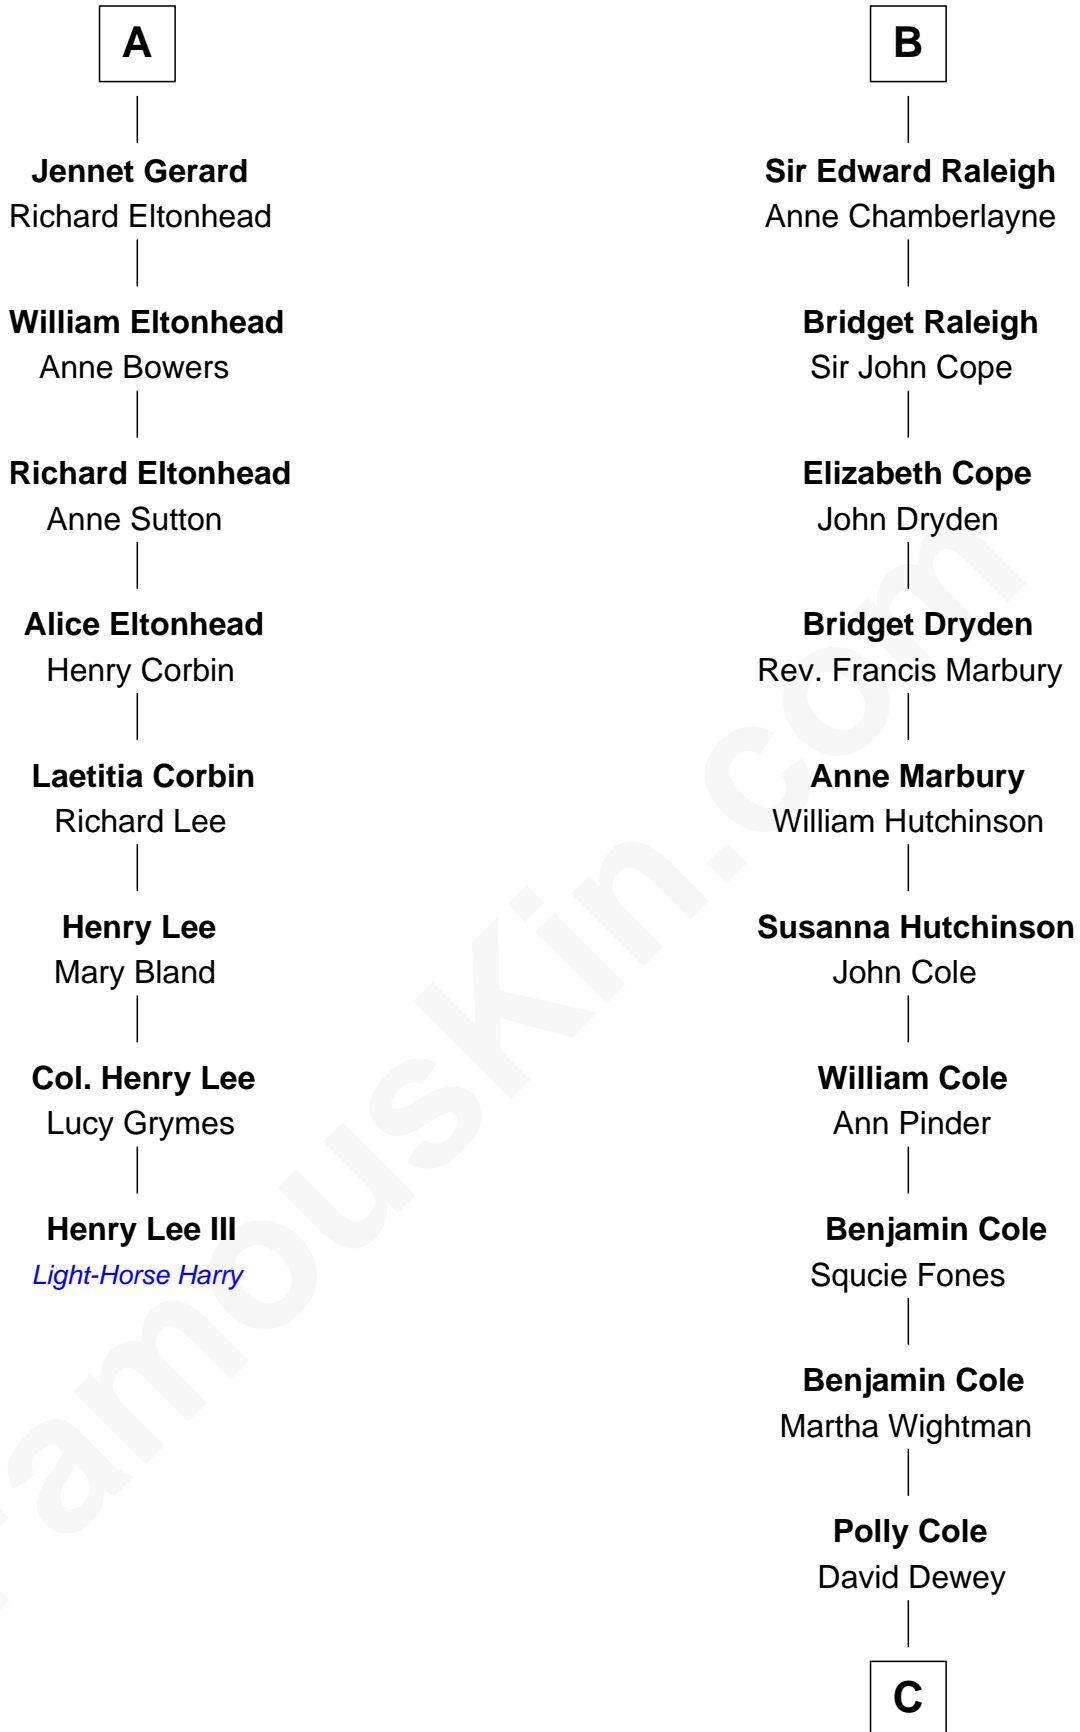 A
Jennet Gerard
Richard Eltonhead
William Eltonhead
Anne Bowers
Richard Eltonhead
Anne Sutton
Alice Eltonhead
Henry Corbin
Laetitia Corbin
Richard Lee
Henry Lee
Mary Bland
Col. Henry Lee
Lucy Grymes
Henry Lee III
Light-Horse Harry
B
Sir Edward Raleigh
Anne Chamberlayne
Bridget Raleigh
Sir John Cope
Elizabeth Cope
John Dryden
Bridget Dryden
Rev. Francis Marbury
Anne Marbury
William Hutchinson
Susanna Hutchinson
John Cole
William Cole
Ann Pinder
Benjamin Cole
Squcie Fones
Benjamin Cole
Martha Wightman
Polly Cole
David Dewey
C
FamousKin.com